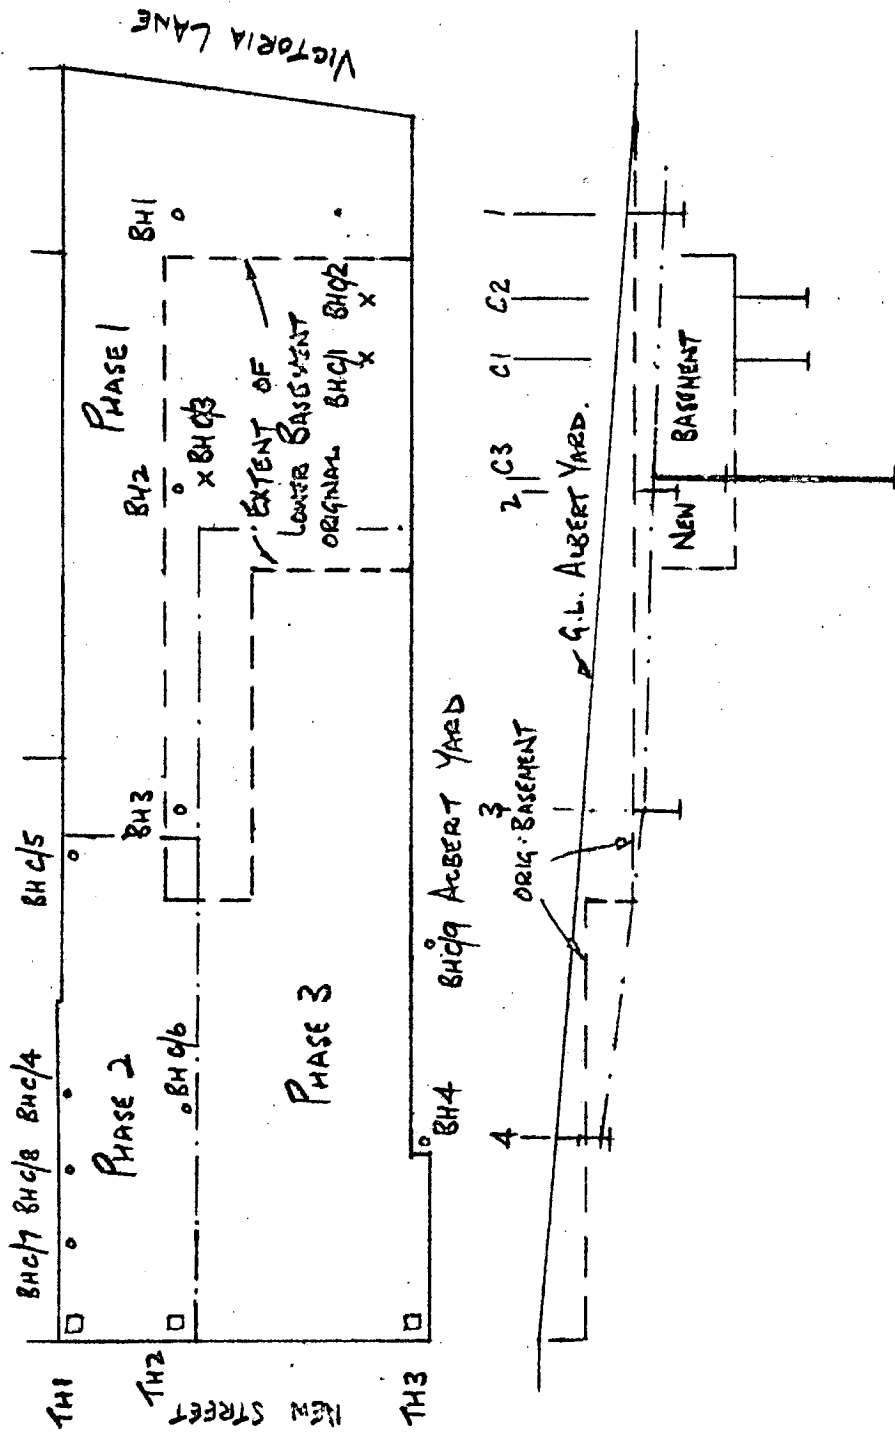 VICTORIA LANE
BH1
PHASE 1
BH2
BHC/3
EXTENT OF
LOWER BASEMENT
ORIGINAL
BHC/1
BHC/2
BH3
BHC/5
BHC/7
BHC/8
BHC/4
PHASE 2
BHC/6
PHASE 3
TH1
TH2
TH3
NEW STREET
BH4
BHC/9
ALBERT YARD
4
3
2
C3
C1
C2
1
G.L. ALBERT YARD.
ORIG. BASEMENT
NEW
BASEMENT